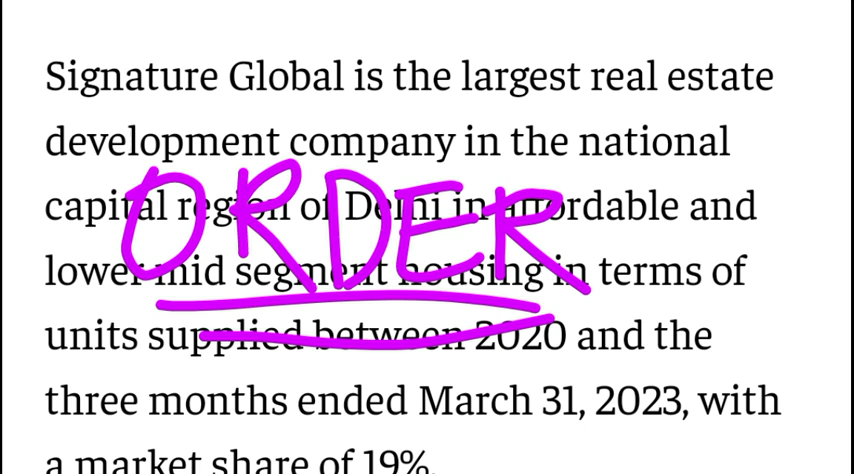 Signature Global is the largest real estate
development company in the national
capital region of Delhi in affordable and
ORDER
lower mid segment housing in terms of
units supplied between 2020 and the
three months ended March 31, 2023, with
a market share of 19%.